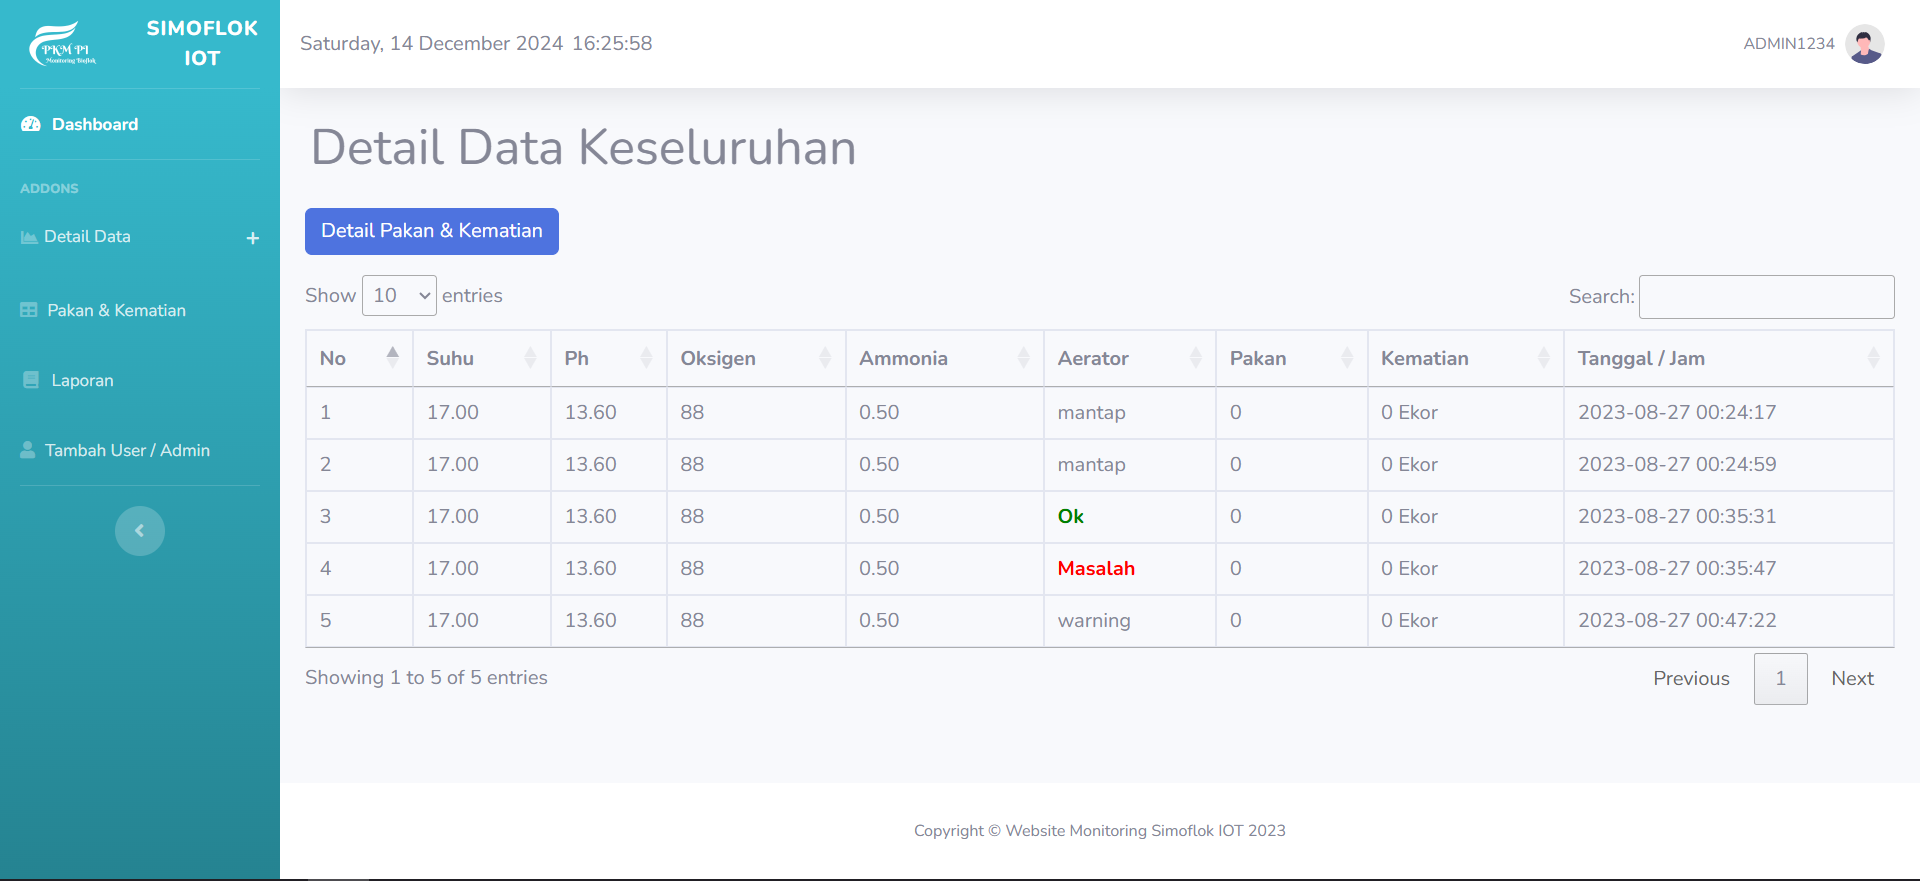 PKM PI
Monitoring Bioflok
SIMOFLOK
IOT
Saturday, 14 December 2024 16:25:58
ADMIN1234
Dashboard
ADDONS
Detail Data
Pakan & Kematian
Laporan
Tambah User / Admin
Detail Data Keseluruhan
Detail Pakan & Kematian
Show 10 entries
Search:
No Suhu Ph Oksigen Ammonia Aerator Pakan Kematian Tanggal / Jam
1 17.00 13.60 88 0.50 mantap 0 0 Ekor 2023-08-27 00:24:17
2 17.00 13.60 88 0.50 mantap 0 0 Ekor 2023-08-27 00:24:59
3 17.00 13.60 88 0.50 Ok 0 0 Ekor 2023-08-27 00:35:31
4 17.00 13.60 88 0.50 Masalah 0 0 Ekor 2023-08-27 00:35:47
5 17.00 13.60 88 0.50 warning 0 0 Ekor 2023-08-27 00:47:22
Showing 1 to 5 of 5 entries
Previous 1 Next
Copyright © Website Monitoring Simoflok IOT 2023